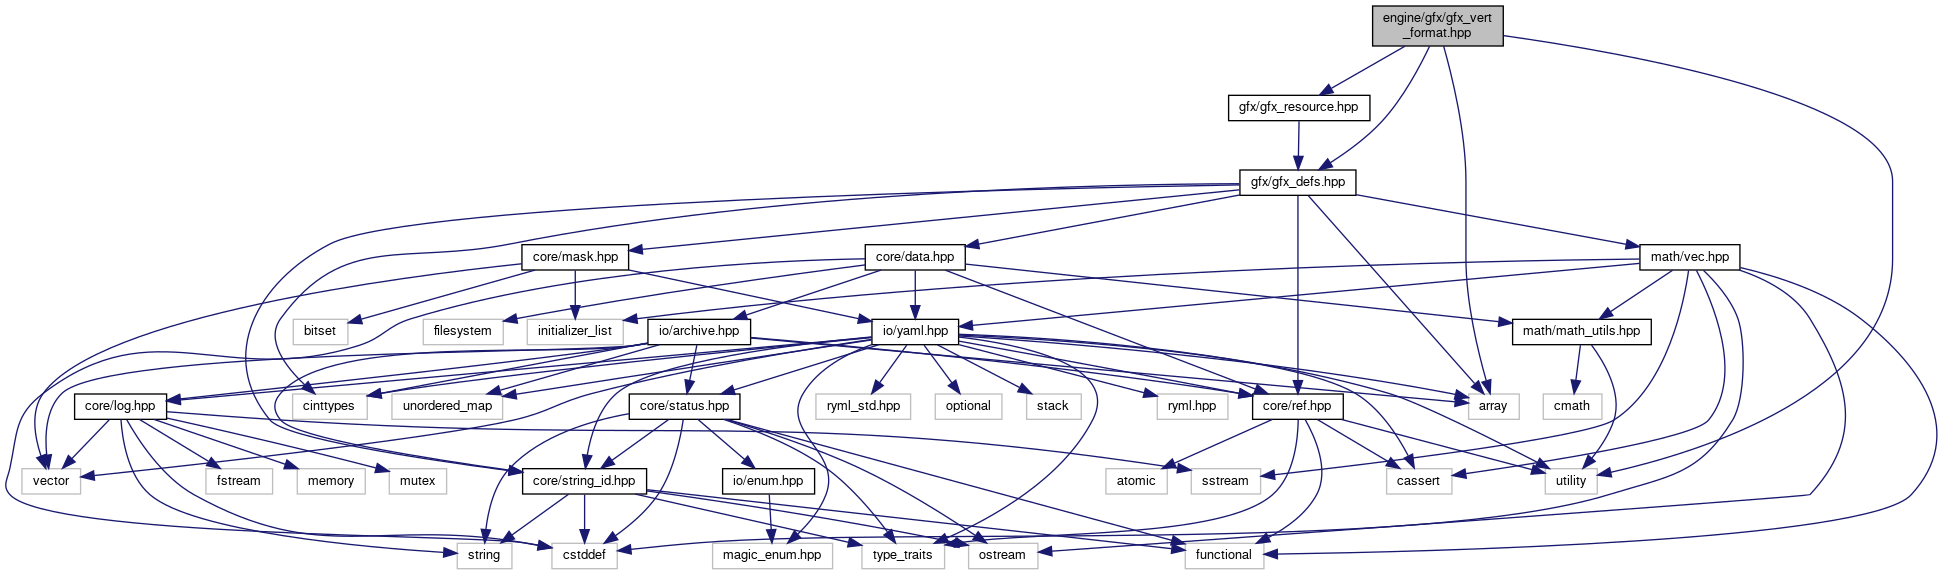 engine/gfx/gfx_vert
_format.hpp
gfx/gfx_resource.hpp
gfx/gfx_defs.hpp
core/mask.hpp
core/data.hpp
math/vec.hpp
bitset
filesystem
initializer_list
io/archive.hpp
io/yaml.hpp
math/math_utils.hpp
core/log.hpp
cinttypes
unordered_map
core/status.hpp
ryml_std.hpp
optional
stack
ryml.hpp
core/ref.hpp
array
cmath
vector
fstream
memory
mutex
core/string_id.hpp
io/enum.hpp
atomic
sstream
cassert
utility
string
cstddef
magic_enum.hpp
type_traits
ostream
functional